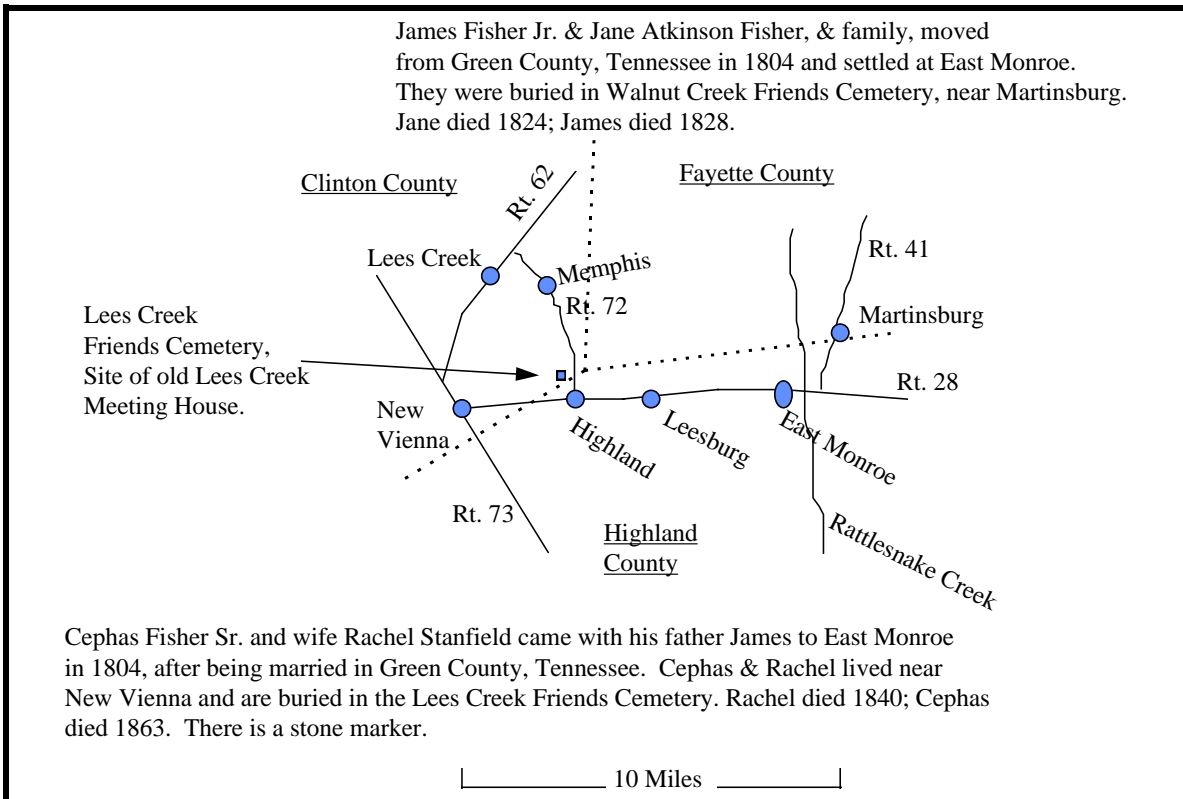 James Fisher Jr. & Jane Atkinson Fisher, & family, moved
from Green County, Tennessee in 1804 and settled at East Monroe.
They were buried in Walnut Creek Friends Cemetery, near Martinsburg.
Jane died 1824; James died 1828.
Clinton County
Rt. 62
Fayette County
Lees Creek
Memphis
Rt. 41
Rt. 72
Martinsburg
Lees Creek
Friends Cemetery,
Site of old Lees Creek
Meeting House.
Rt. 28
New
Vienna
Highland
Leesburg
East Monroe
Rt. 73
Highland
County
Rattlesnake Creek
Cephas Fisher Sr. and wife Rachel Stanfield came with his father James to East Monroe
in 1804, after being married in Green County, Tennessee.  Cephas & Rachel lived near
New Vienna and are buried in the Lees Creek Friends Cemetery. Rachel died 1840; Cephas
died 1863.  There is a stone marker.
10 Miles